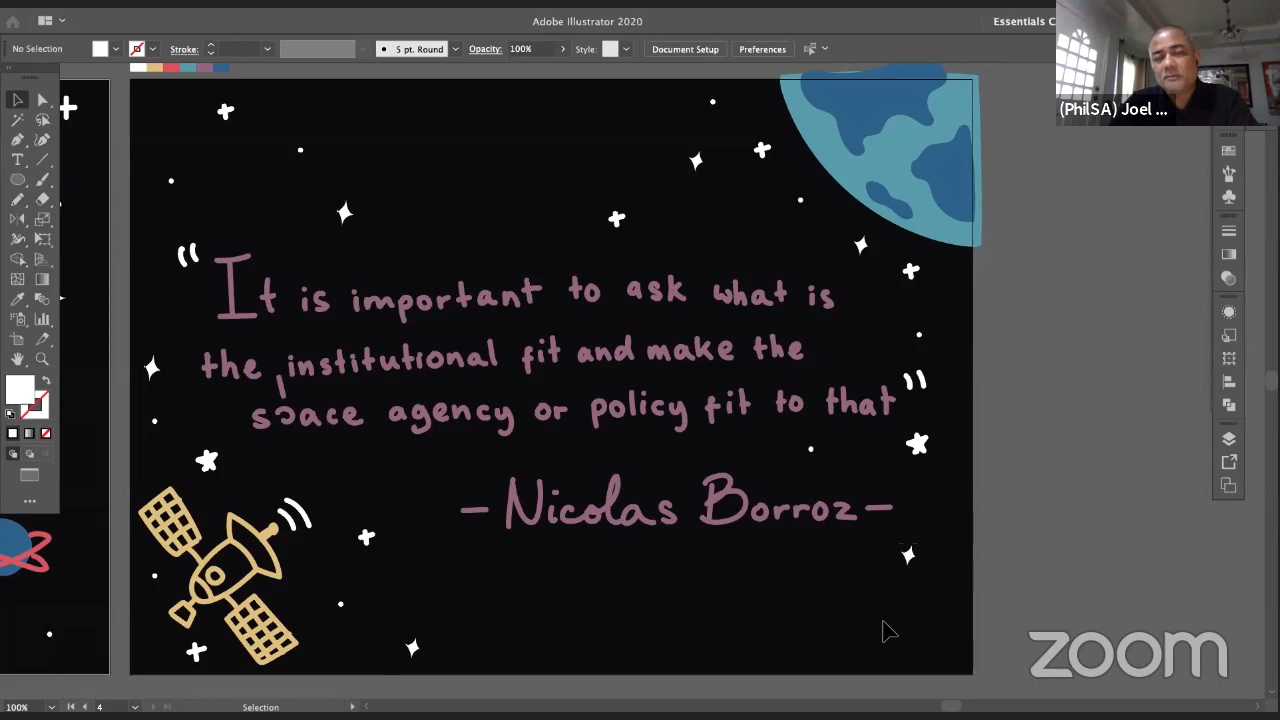 Adobe Illustrator 2020
Essentials C
No Selection
Stroke:
5 pt. Round
Opacity:
100%
Style:
Document Setup
Preferences
(PhilSA) Joel ...
"It is important to ask what is
the institutional fit and make the
space agency or policy fit to that"
-Nicolas Borroz-
zoom
100%
4
Selection